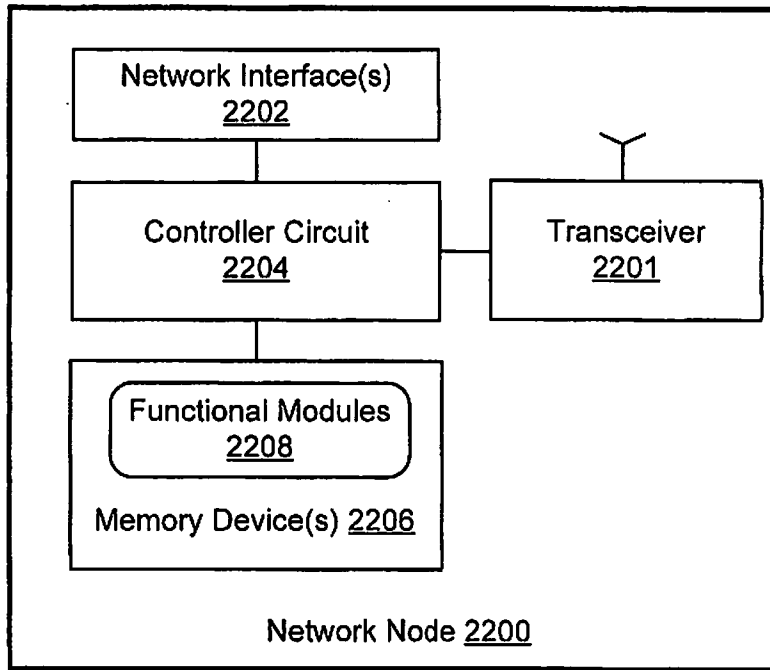 Network Interface(s)
2202
Controller Circuit
2204
Transceiver
2201
Functional Modules
2208
Memory Device(s) 2206
Network Node 2200